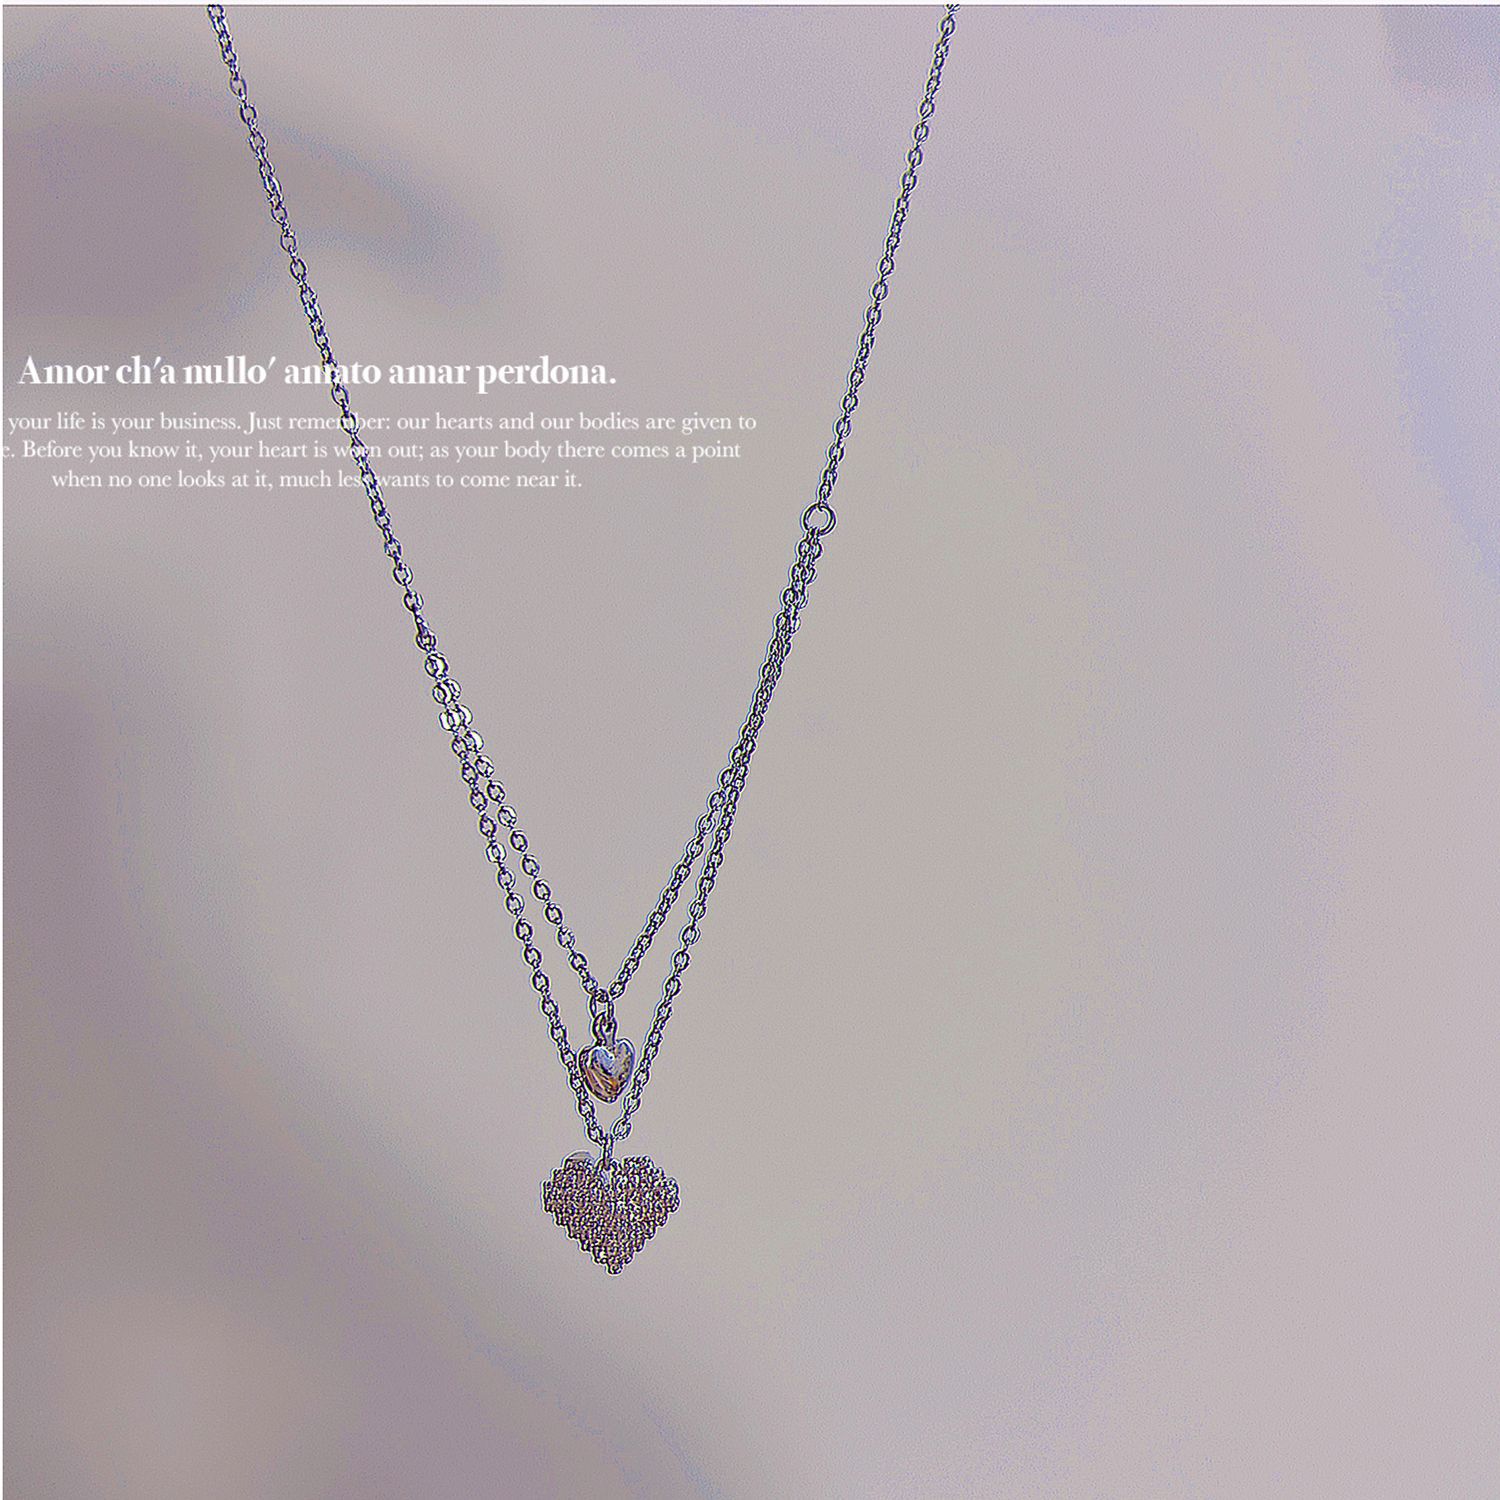 Amor ch'a nullo' amato amar perdona.
your life is your business. Just remember: our hearts and our bodies are given to
Before you know it, your heart is worn out; as your body there comes a point
when no one looks at it, much less wants to come near it.